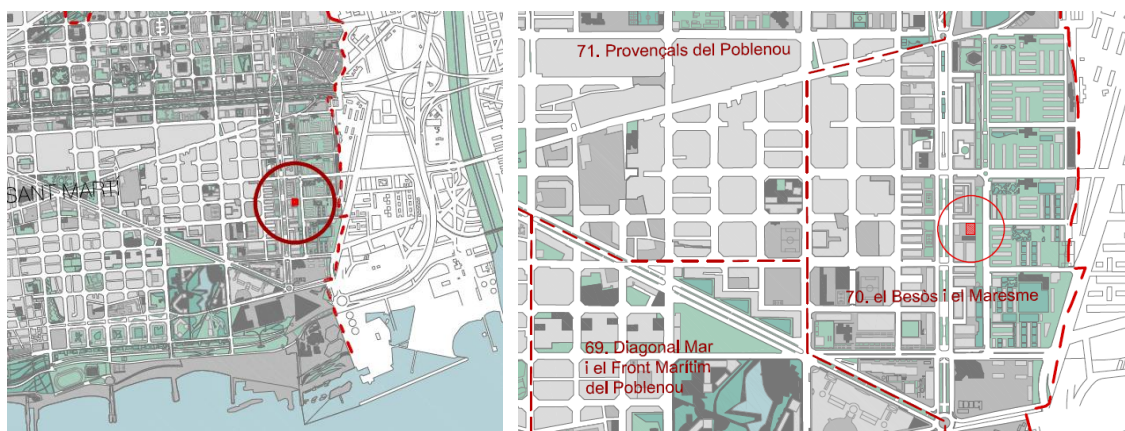 SANT MARTÍ
71. Provençals del Poblenou
70. el Besòs i el Maresme
69. Diagonal Mar
i el Front Marítim
del Poblenou